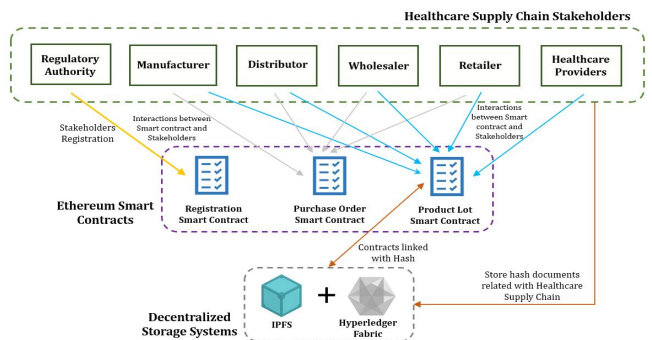 Healthcare Supply Chain Stakeholders
Regulatory
Authority
Manufacturer
Distributor
Wholesaler
Retailer
Healthcare
Providers
Stakeholders
Registration
Interactions between
Smart contract and
Stakeholders
Interactions
between Smart
contract and
Stakeholders
Ethereum Smart
Contracts
Registration
Smart Contract
Purchase Order
Smart Contract
Product Lot
Smart Contract
Contracts linked
with Hash
Store hash documents
related with Healthcare
Supply Chain
Decentralized
Storage Systems
IPFS
+
Hyperledger
Fabric